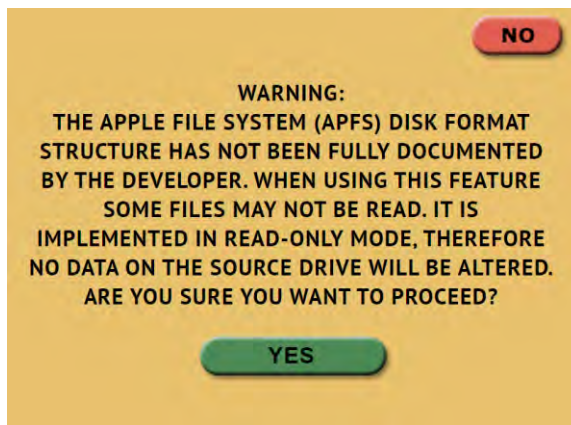 NO
WARNING:
THE APPLE FILE SYSTEM (APFS) DISK FORMAT
STRUCTURE HAS NOT BEEN FULLY DOCUMENTED
BY THE DEVELOPER. WHEN USING THIS FEATURE
SOME FILES MAY NOT BE READ. IT IS
IMPLEMENTED IN READ-ONLY MODE, THEREFORE
NO DATA ON THE SOURCE DRIVE WILL BE ALTERED.
ARE YOU SURE YOU WANT TO PROCEED?
YES